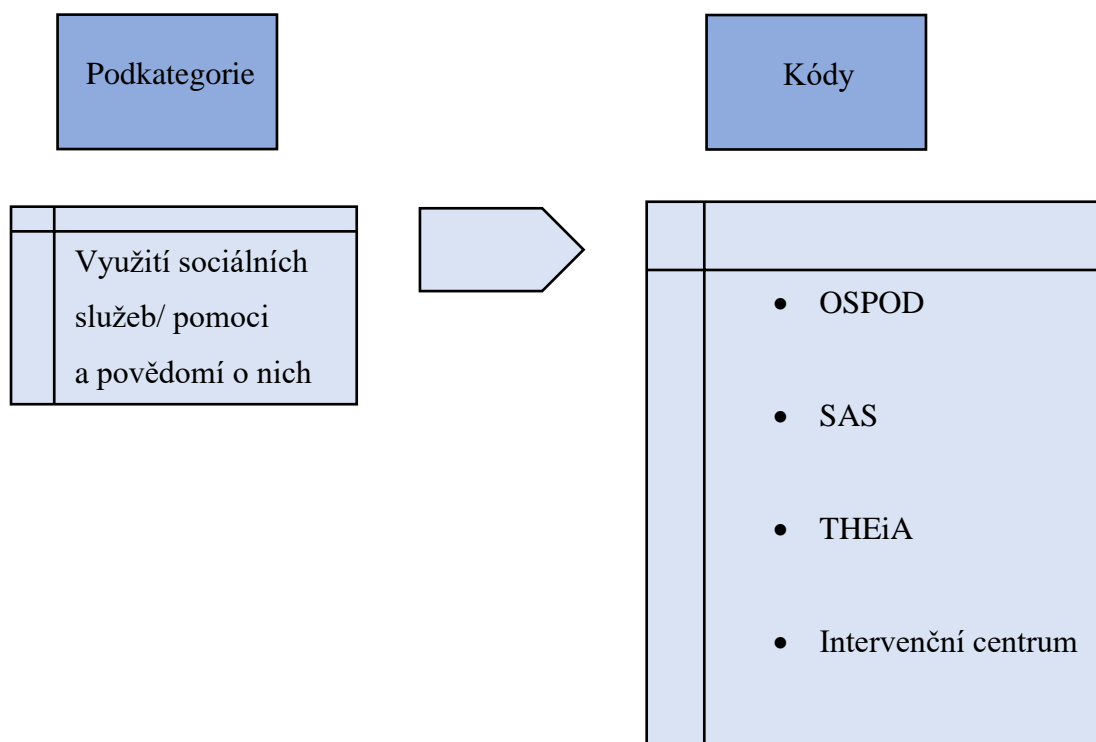 Podkategorie
Kódy
Využití sociálních
služeb/ pomoci
a povědomí o nich
• OSPOD
• SAS
• THEiA
• Intervenční centrum